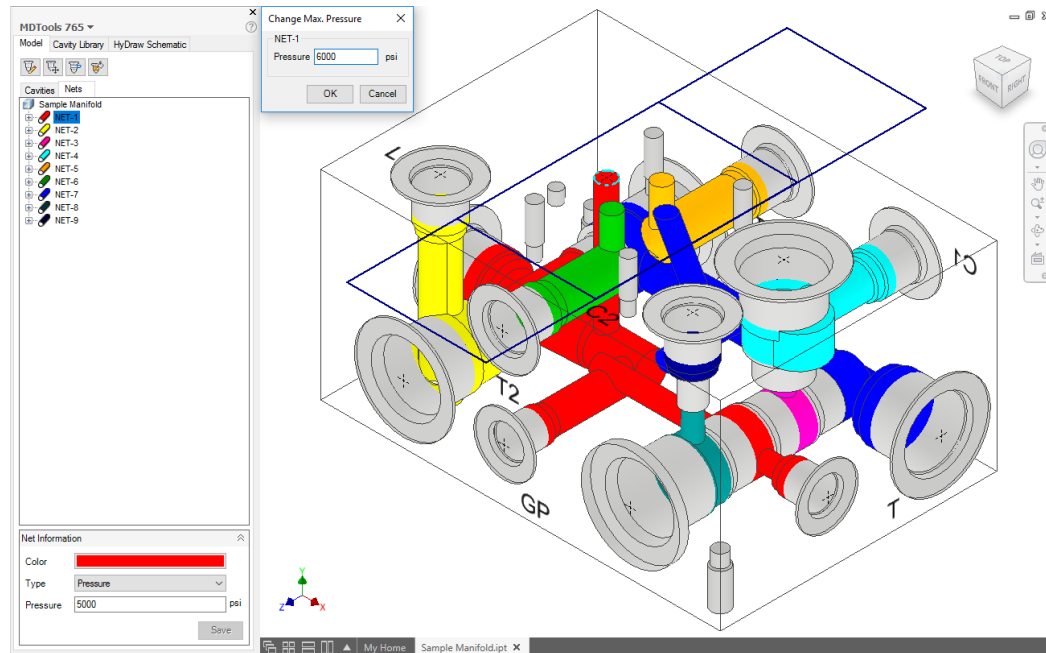 MDTools 765
Model Cavity Library HyDraw Schematic
Cavities Nets
Sample Manifold
NET-1
NET-2
NET-3
NET-4
NET-5
NET-6
NET-7
NET-8
NET-9
Net Information
Color
Type Pressure
Pressure 5000 psi
Save
Change Max. Pressure
NET-1
Pressure 6000 psi
OK Cancel
TOP
FRONT RIGHT
L
C1
C2
T2
GP
T
Y
Z X
My Home Sample Manifold.ipt